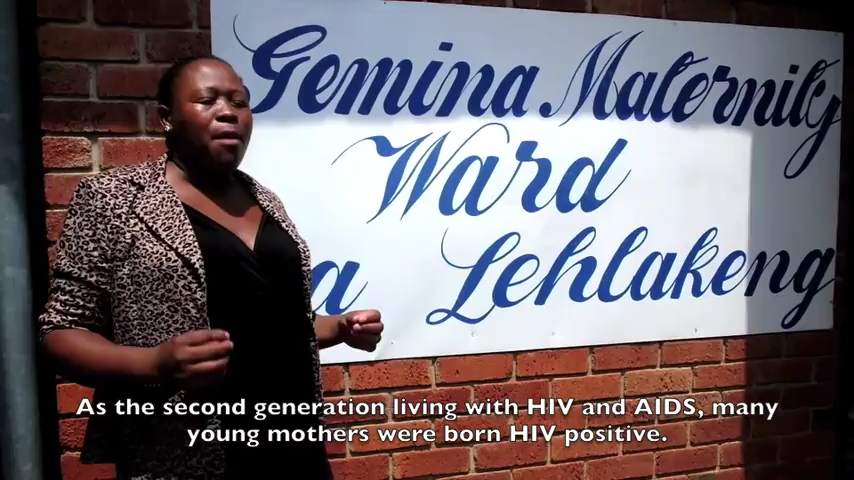 Gemina Maternity
Ward
a Lehlakeng
As the second generation living with HIV and AIDS, many
young mothers were born HIV positive.